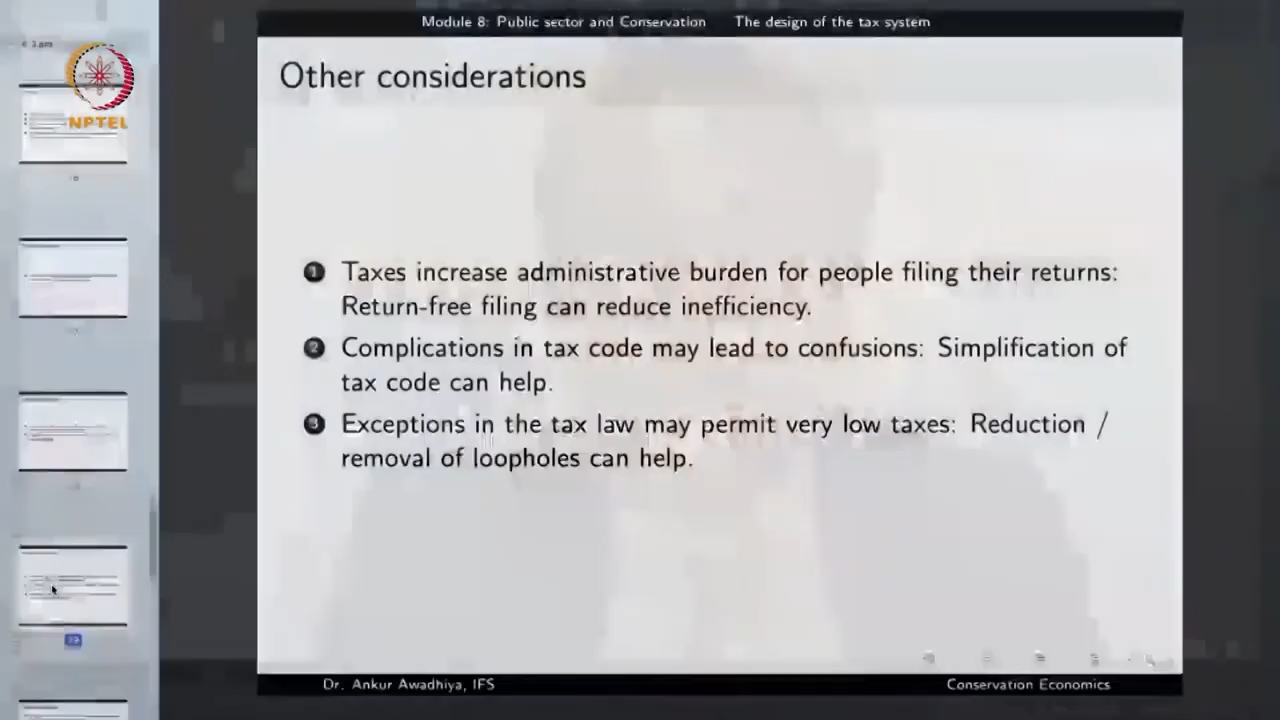 Module 8: Public sector and Conservation The design of the tax system
NPTEL
Other considerations
1 Taxes increase administrative burden for people filing their returns:
Return-free filing can reduce inefficiency.
2 Complications in tax code may lead to confusions: Simplification of
tax code can help.
3 Exceptions in the tax law may permit very low taxes: Reduction /
removal of loopholes can help.
Dr. Ankur Awadhiya, IFS Conservation Economics